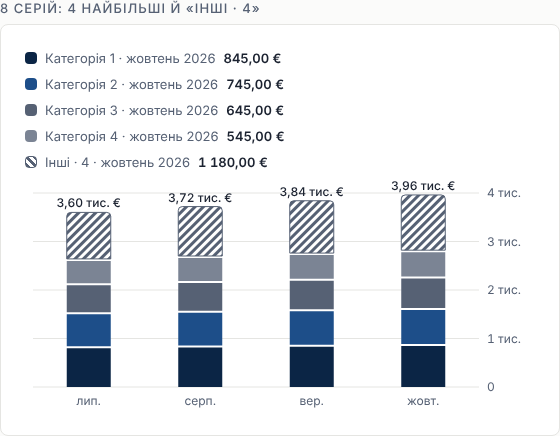 8 СЕРІЙ: 4 НАЙБІЛЬШІ Й «ІНШІ · 4»
Категорія 1 · жовтень 2026 845,00 €
Категорія 2 · жовтень 2026 745,00 €
Категорія 3 · жовтень 2026 645,00 €
Категорія 4 · жовтень 2026 545,00 €
Інші · 4 · жовтень 2026 1 180,00 €
3,60 тис. € 3,72 тис. € 3,84 тис. € 3,96 тис. €
4 тис.
3 тис.
2 тис.
1 тис.
0
лип. серп. вер. жовт.